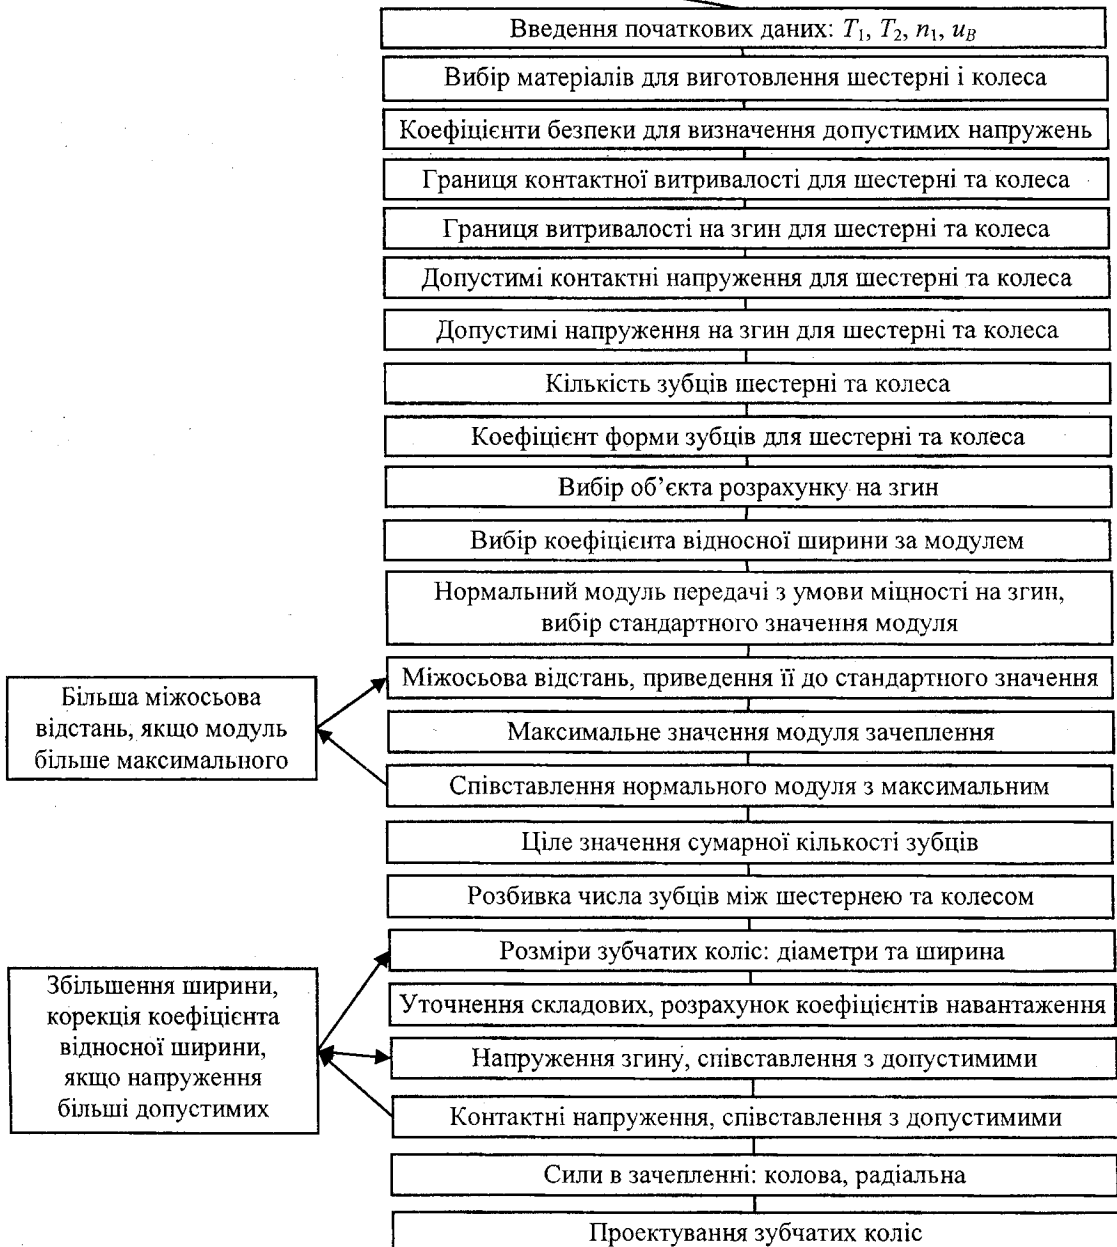 Введення початкових даних: T1, T2, n1, uB
Вибір матеріалів для виготовлення шестерні і колеса
Коефіцієнти безпеки для визначення допустимих напружень
Границя контактної витривалості для шестерні та колеса
Границя витривалості на згин для шестерні та колеса
Допустимі контактні напруження для шестерні та колеса
Допустимі напруження на згин для шестерні та колеса
Кількість зубців шестерні та колеса
Коефіцієнт форми зубців для шестерні та колеса
Вибір об’єкта розрахунку на згин
Вибір коефіцієнта відносної ширини за модулем
Нормальний модуль передачі з умови міцності на згин,
вибір стандартного значення модуля
Більша міжосьова
відстань, якщо модуль
більше максимального
Міжосьова відстань, приведення її до стандартного значення
Максимальне значення модуля зачеплення
Співставлення нормального модуля з максимальним
Ціле значення сумарної кількості зубців
Розбивка числа зубців між шестернею та колесом
Збільшення ширини,
корекція коефіцієнта
відносної ширини,
якщо напруження
більші допустимих
Розміри зубчатих коліс: діаметри та ширина
Уточнення складових, розрахунок коефіцієнтів навантаження
Напруження згину, співставлення з допустимими
Контактні напруження, співставлення з допустимими
Сили в зачепленні: колова, радіальна
Проектування зубчатих коліс